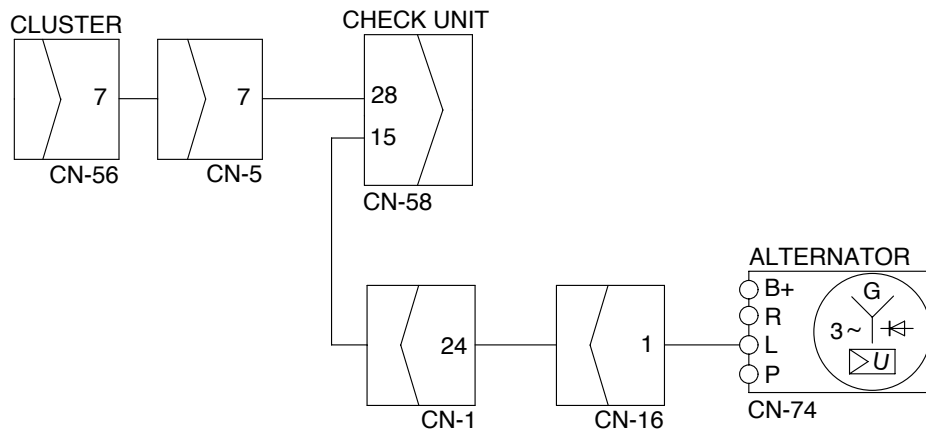 CLUSTER
CHECK UNIT
7
7
28
15
CN-56
CN-5
CN-58
ALTERNATOR
B+
R
L
P
G
3~
U
24
1
CN-1
CN-16
CN-74